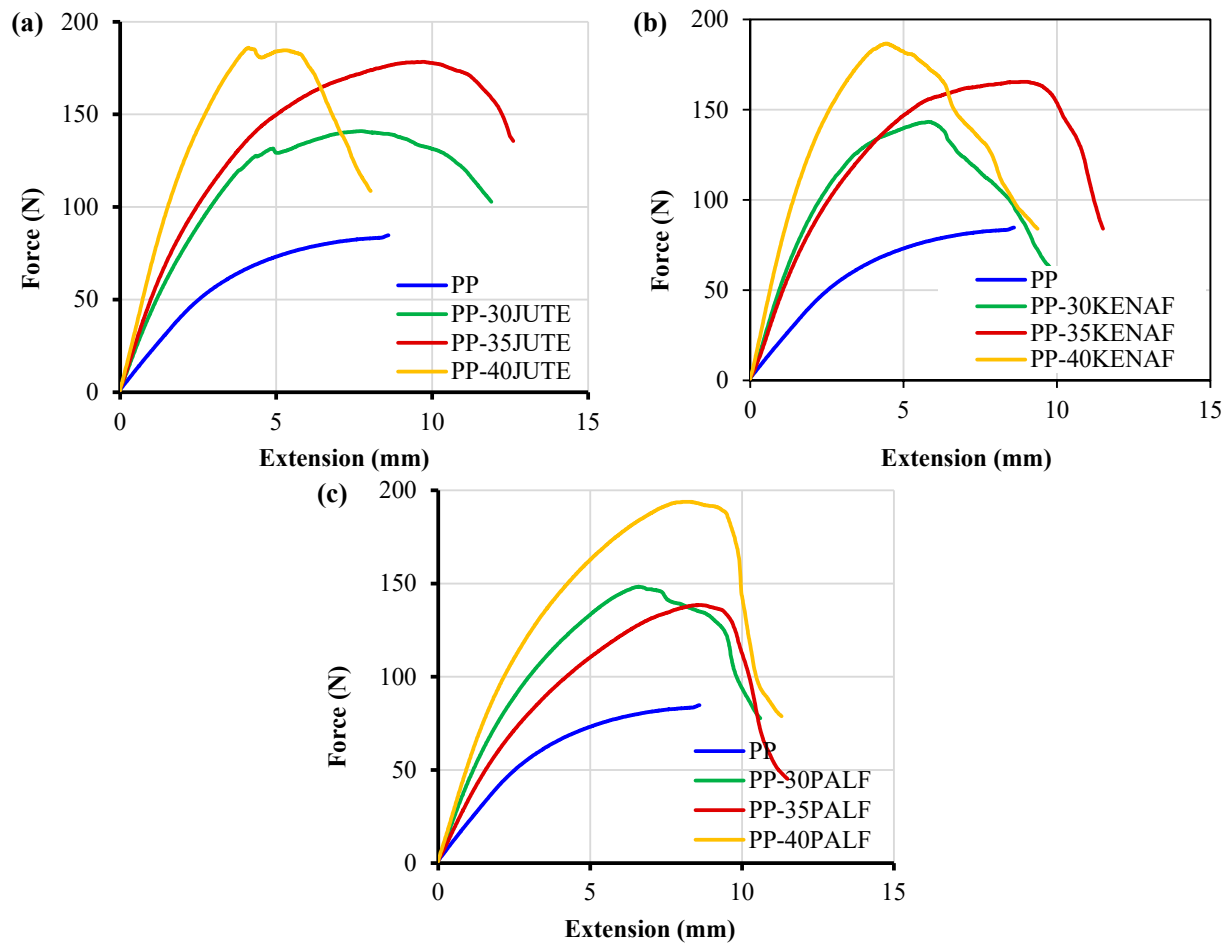 (a)
200
150
100
50
0
Force (N)
PP
PP-30JUTE
PP-35JUTE
PP-40JUTE
0 5 10 15
Extension (mm)
(b)
200
150
100
50
0
Force (N)
PP
PP-30KENAF
PP-35KENAF
PP-40KENAF
0 5 10 15
Extension (mm)
(c)
200
150
100
50
0
Force (N)
PP
PP-30PALF
PP-35PALF
PP-40PALF
0 5 10 15
Extension (mm)